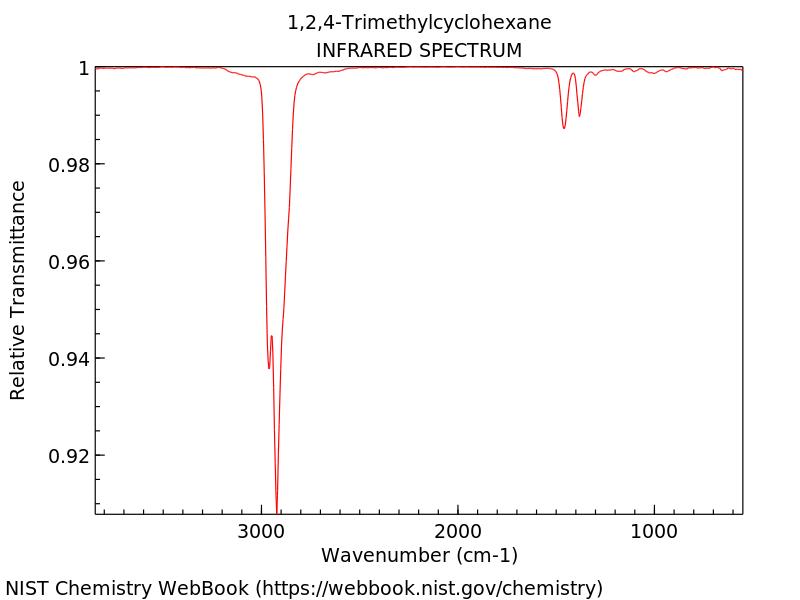 1,2,4-Trimethylcyclohexane
INFRARED SPECTRUM
1
0.98
0.96
0.94
0.92
Relative Transmittance
3000 2000 1000
Wavenumber (cm-1)
NIST Chemistry WebBook (https://webbook.nist.gov/chemistry)